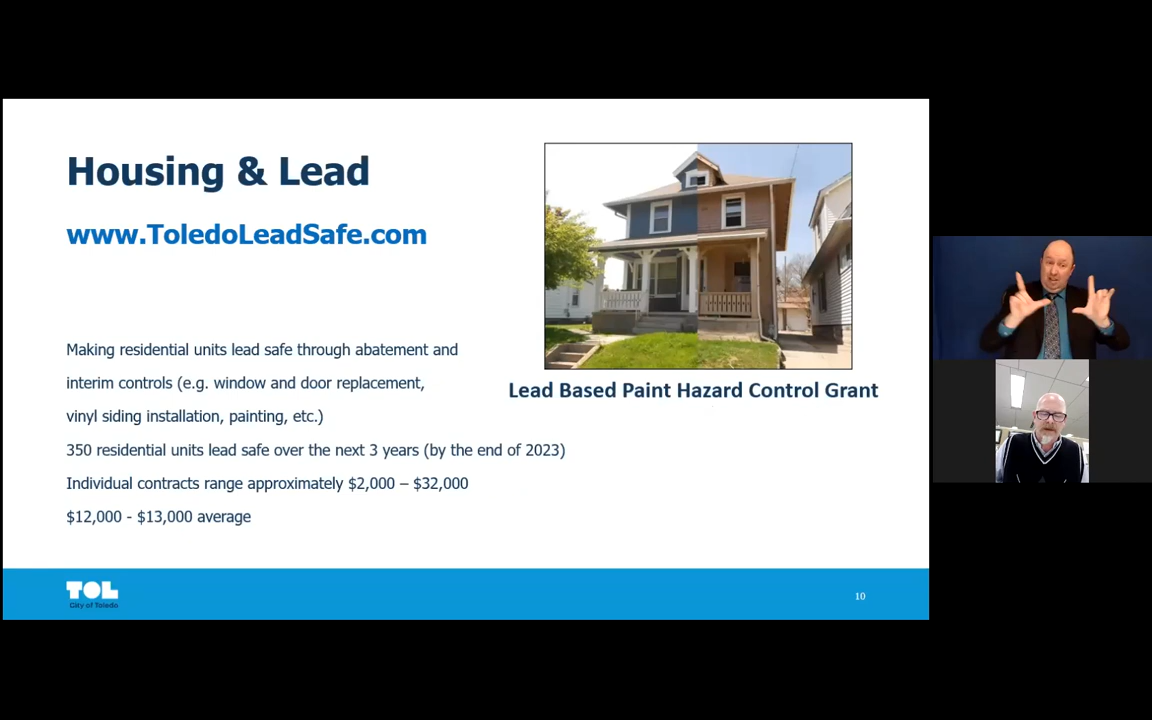 Housing & Lead
www.ToledoLeadSafe.com
Making residential units lead safe through abatement and
interim controls (e.g. window and door replacement,
vinyl siding installation, painting, etc.)
350 residential units lead safe over the next 3 years (by the end of 2023)
Individual contracts range approximately $2,000 – $32,000
$12,000 - $13,000 average
Lead Based Paint Hazard Control Grant
TOL
City of Toledo
10